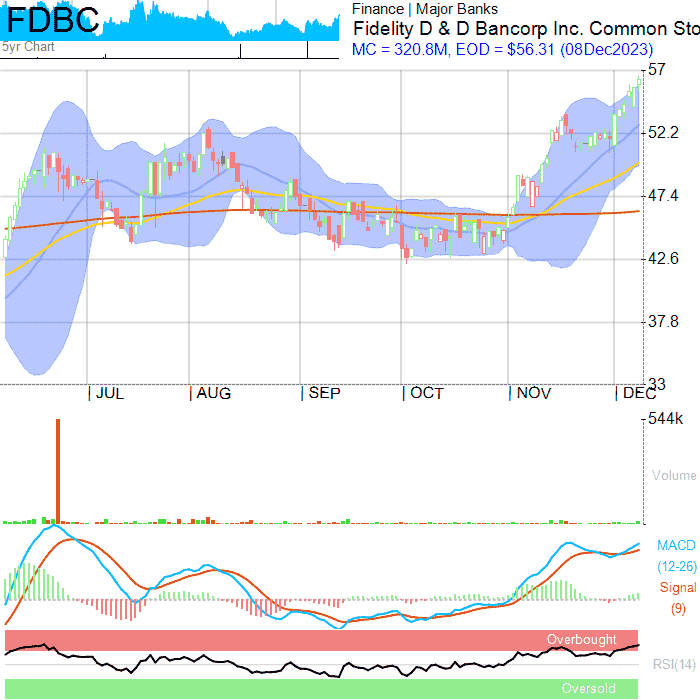 FDBC
5yr Chart
Finance | Major Banks
Fidelity D & D Bancorp Inc. Common Sto
MC = 320.8M, EOD = $56.31 (08Dec2023)
57
52.2
47.4
42.6
37.8
33
JUL AUG SEP OCT NOV DEC
544k
Volume
MACD
(12-26)
Signal
(9)
Overbought
RSI(14)
Oversold